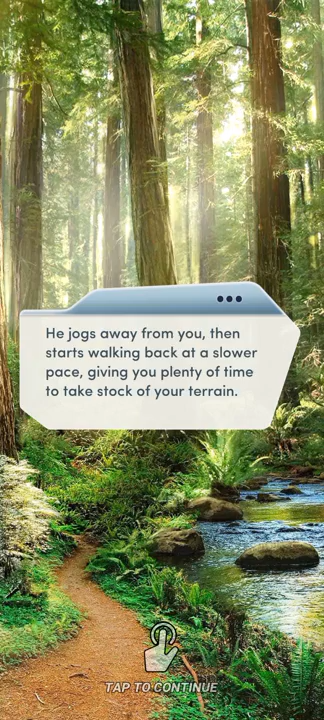 He jogs away from you, then
starts walking back at a slower
pace, giving you plenty of time
to take stock of your terrain.
TAP TO CONTINUE